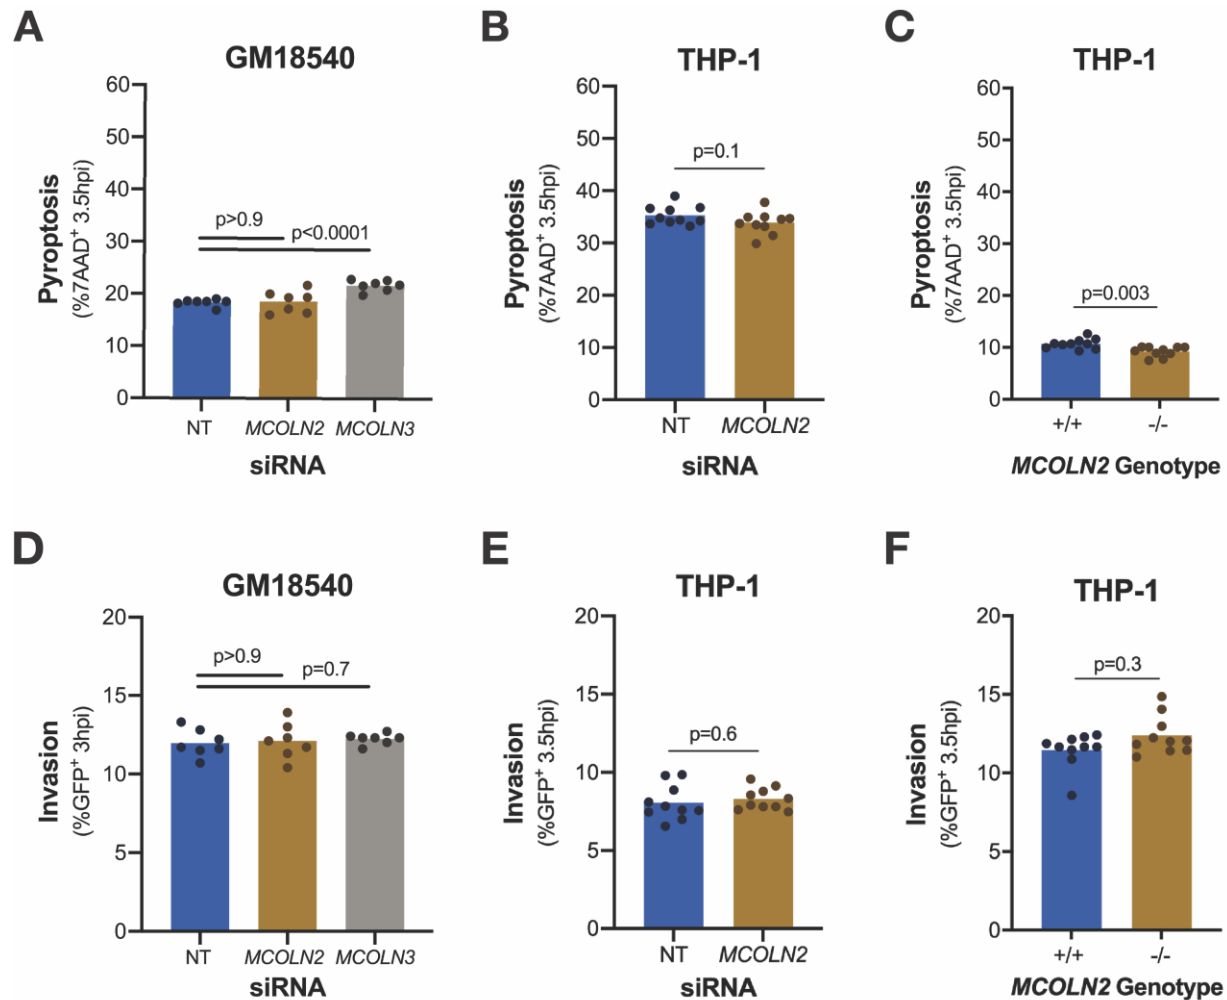 A
GM18540
Pyroptosis
(%7AAD⁺ 3.5hpi)
60
50
40
30
20
10
0
p>0.9
p<0.0001
NT MCOLN2 MCOLN3
siRNA
B
THP-1
Pyroptosis
(%7AAD⁺ 3.5hpi)
60
50
40
30
20
10
0
p=0.1
NT MCOLN2
siRNA
C
THP-1
Pyroptosis
(%7AAD⁺ 3.5hpi)
60
50
40
30
20
10
0
p=0.003
+/+ -/-
MCOLN2 Genotype
D
GM18540
Invasion
(%GFP⁺ 3hpi)
20
15
10
5
0
p>0.9
p=0.7
NT MCOLN2 MCOLN3
siRNA
E
THP-1
Invasion
(%GFP⁺ 3.5hpi)
20
15
10
5
0
p=0.6
NT MCOLN2
siRNA
F
THP-1
Invasion
(%GFP⁺ 3.5hpi)
20
15
10
5
0
p=0.3
+/+ -/-
MCOLN2 Genotype